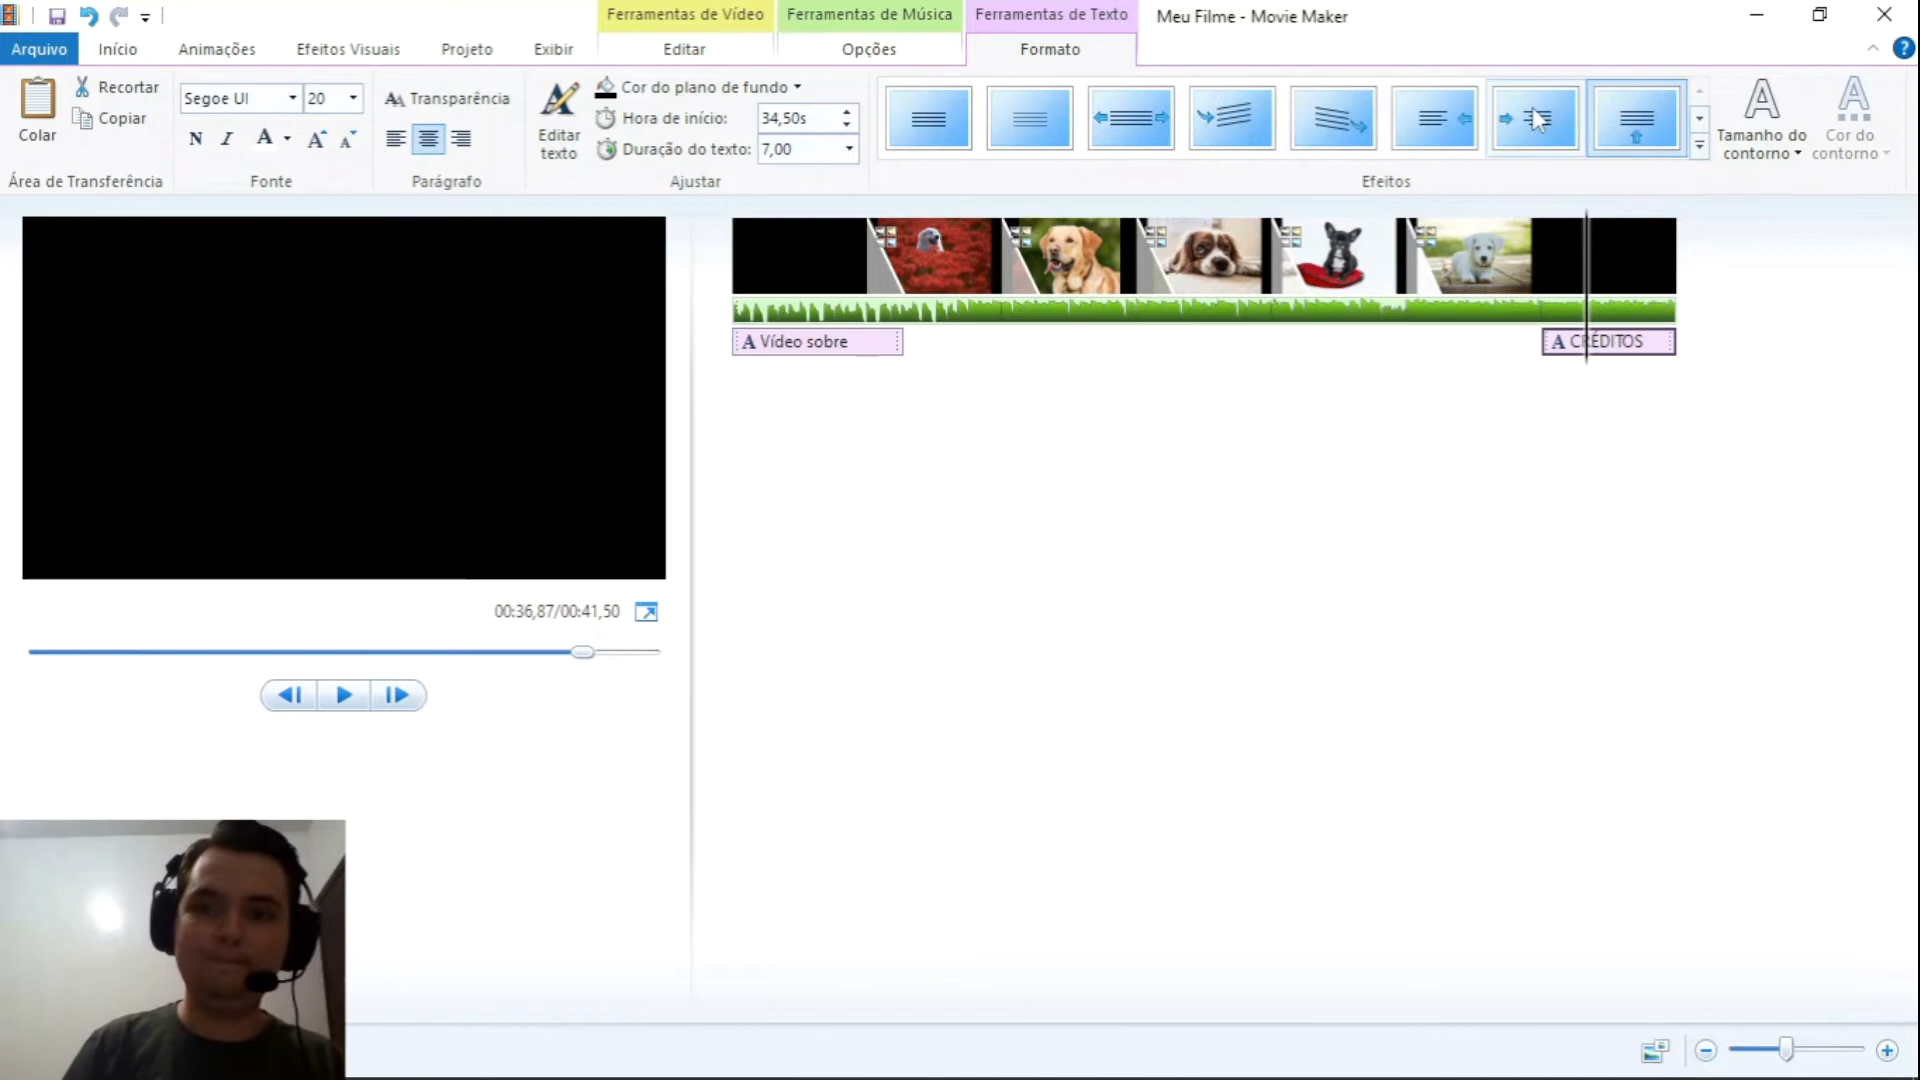 Ferramentas de Vídeo
Ferramentas de Música
Ferramentas de Texto
Meu Filme - Movie Maker
Arquivo
Início
Animações
Efeitos Visuais
Projeto
Exibir
Editar
Opções
Formato
Colar
Recortar
Copiar
Área de Transferência
Segoe UI
20
N
I
A
A
A
Fonte
Transparência
Parágrafo
Editar
texto
Cor do plano de fundo
Hora de início:
34,50s
Duração do texto:
7,00
Ajustar
Efeitos
Tamanho do
contorno
Cor do
contorno
A Vídeo sobre
A CRÉDITOS
00:36,87/00:41,50